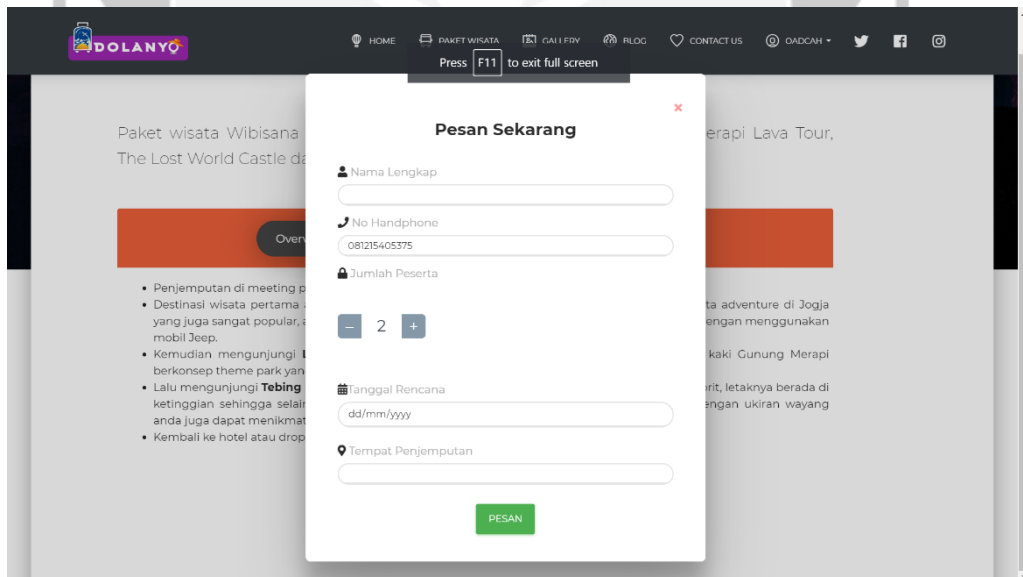 DOLANYO
HOME PAKET WISATA GALLERY BLOG CONTACT US OADCAH
Press F11 to exit full screen
Pesan Sekarang
Paket wisata Wibisana erapi Lava Tour,
The Lost World Castle da
Nama Lengkap
No Handphone
081215405375
Overv
Jumlah Peserta
- 2 +
Tanggal Rencana
dd/mm/yyyy
Tempat Penjemputan
PESAN
• Penjemputan di meeting p
• Destinasi wisata pertama ta adventure di Jogja
yang juga sangat popular, engan menggunakan
mobil Jeep.
• Kemudian mengunjungi kaki Gunung Merapi
berkonsep theme park yan
• Lalu mengunjungi Tebing rit, letaknya berada di
ketinggian sehingga selair engan ukiran wayang
anda juga dapat menikmat
• Kembali ke hotel atau drop